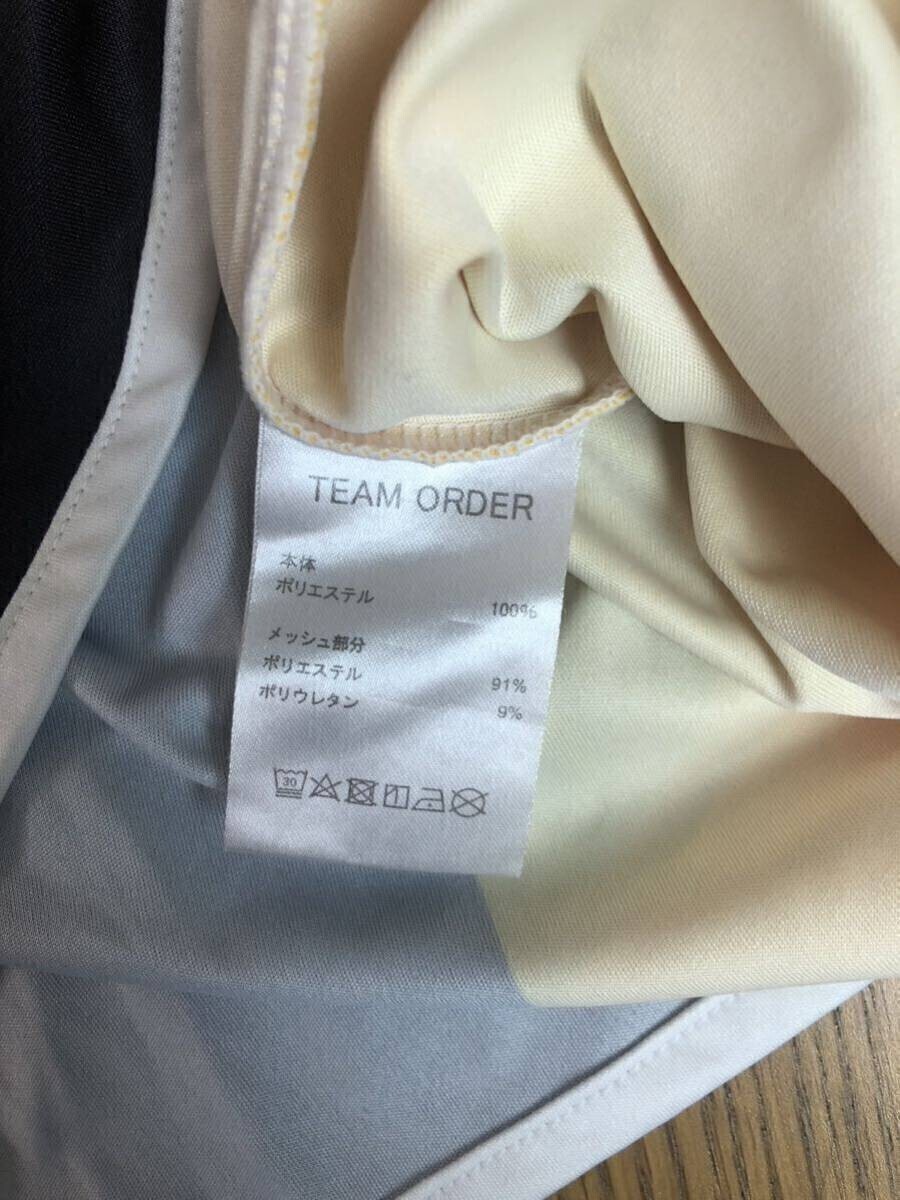 TEAM ORDER
本体
ポリエステル 100%
メッシュ部分
ポリエステル 91%
ポリウレタン 9%
30